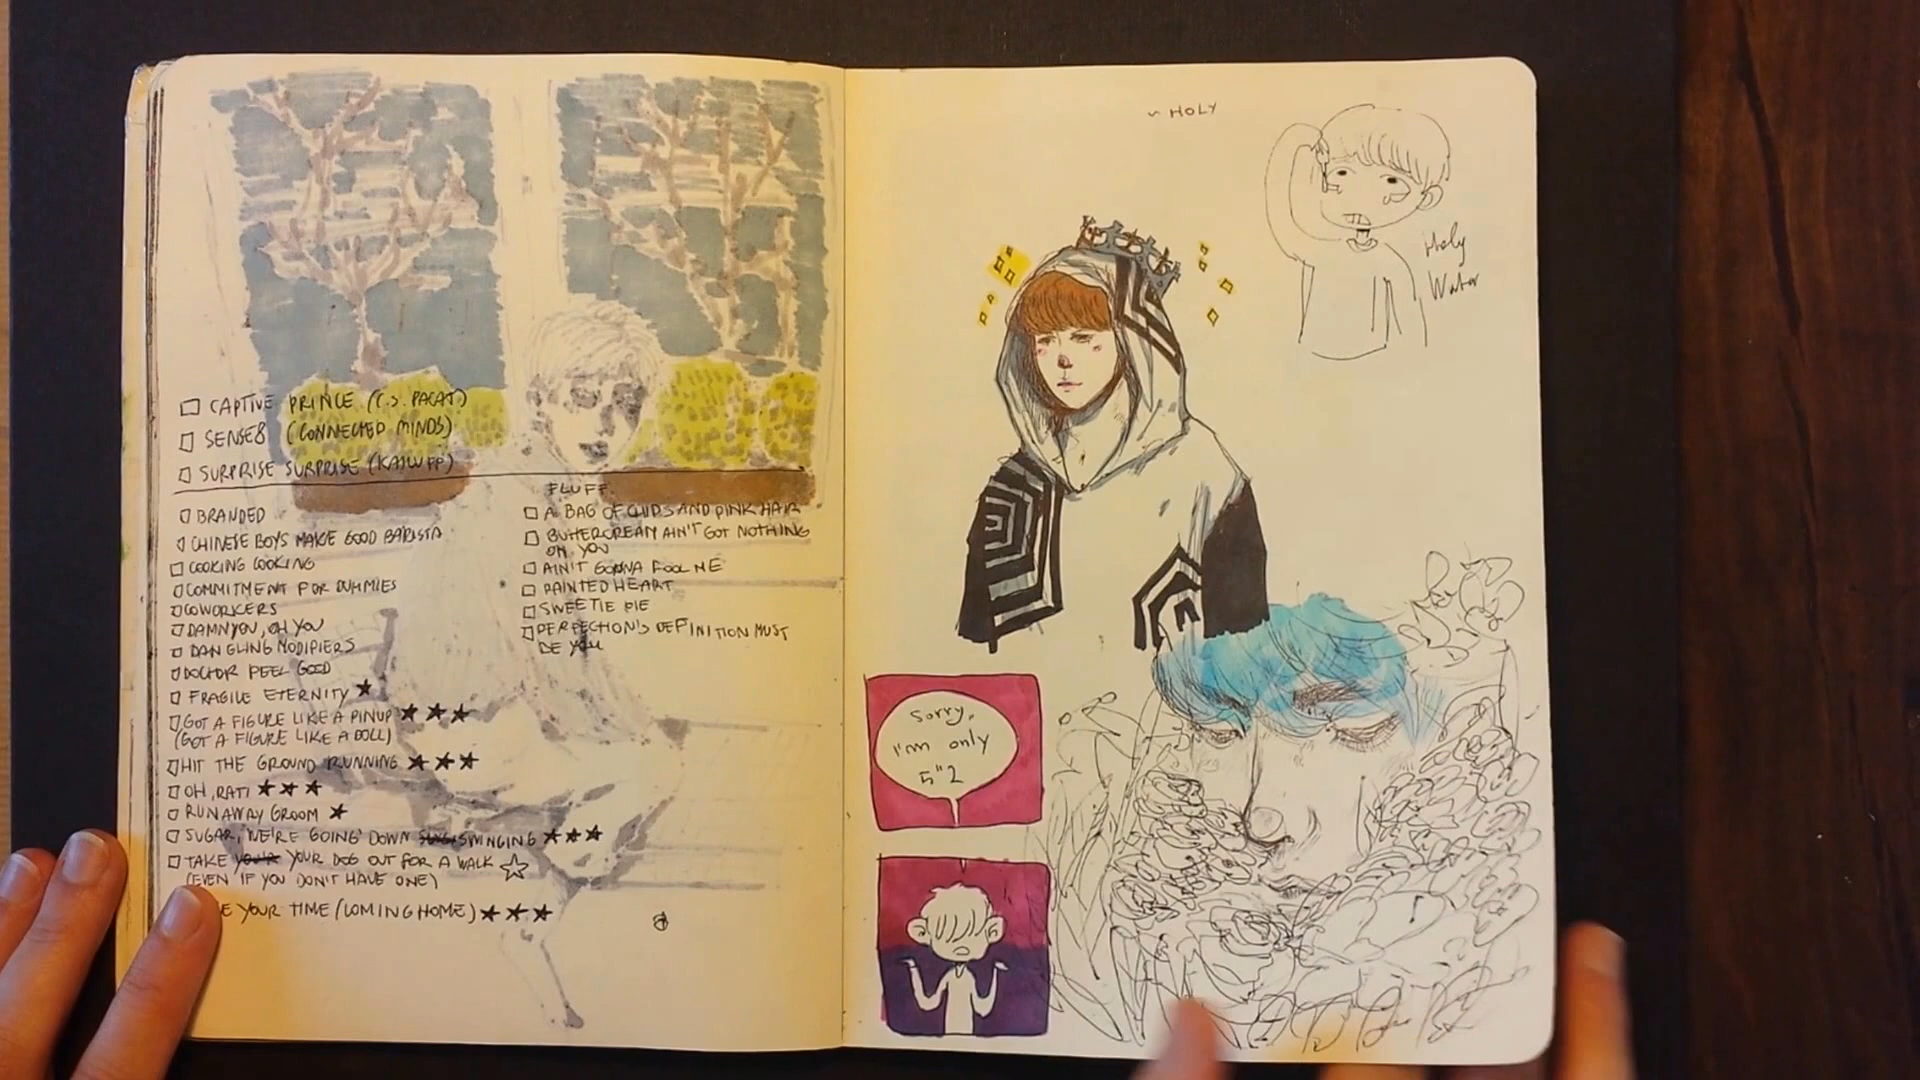 ☐ CAPTIVE PRINCE (C.S. PACAT)
☐ SENSE8 (CONNECTED MINDS)
☐ SURPRISE SURPRISE (KAILUFF)
☐ BRANDED
☐ CHINESE BOYS MAKE GOOD BARISTA
☐ COOKING COOKING
☐ COMMITMENT FOR DUMMIES
☐ COWORKERS
☐ DAMN YOU, OH YOU
☐ DANGLING MODIFIERS
☐ DOCTOR FEEL GOOD
☐ FRAGILE ETERNITY ★
☐ GOT A FIGURE LIKE A PINUP ★★★
(GOT A FIGURE LIKE A DOLL)
☐ HIT THE GROUND RUNNING ★★★
☐ OH, RATI ★★★
☐ RUNAWAY GROOM ★
☐ SUGAR, WE'RE GOING DOWN SWINGING ★★★
☐ TAKE YOUR DOG OUT FOR A WALK ☆
(EVEN IF YOU DON'T HAVE ONE)
E YOUR TIME (COMING HOME) ★★★
FLUFF
☐ A BAG OF CUDS AND PINK HAIR
☐ BUTTERCREAM AIN'T GOT NOTHING
ON YOU
☐ AIN'T GONNA FOOL ME
☐ PAINTED HEART
☐ SWEETIE PIE
☐ PERFECTION'S DEFINITION MUST
BE YOU
~ HOLY
Holy
Water
Sorry,
I'm only
5"2